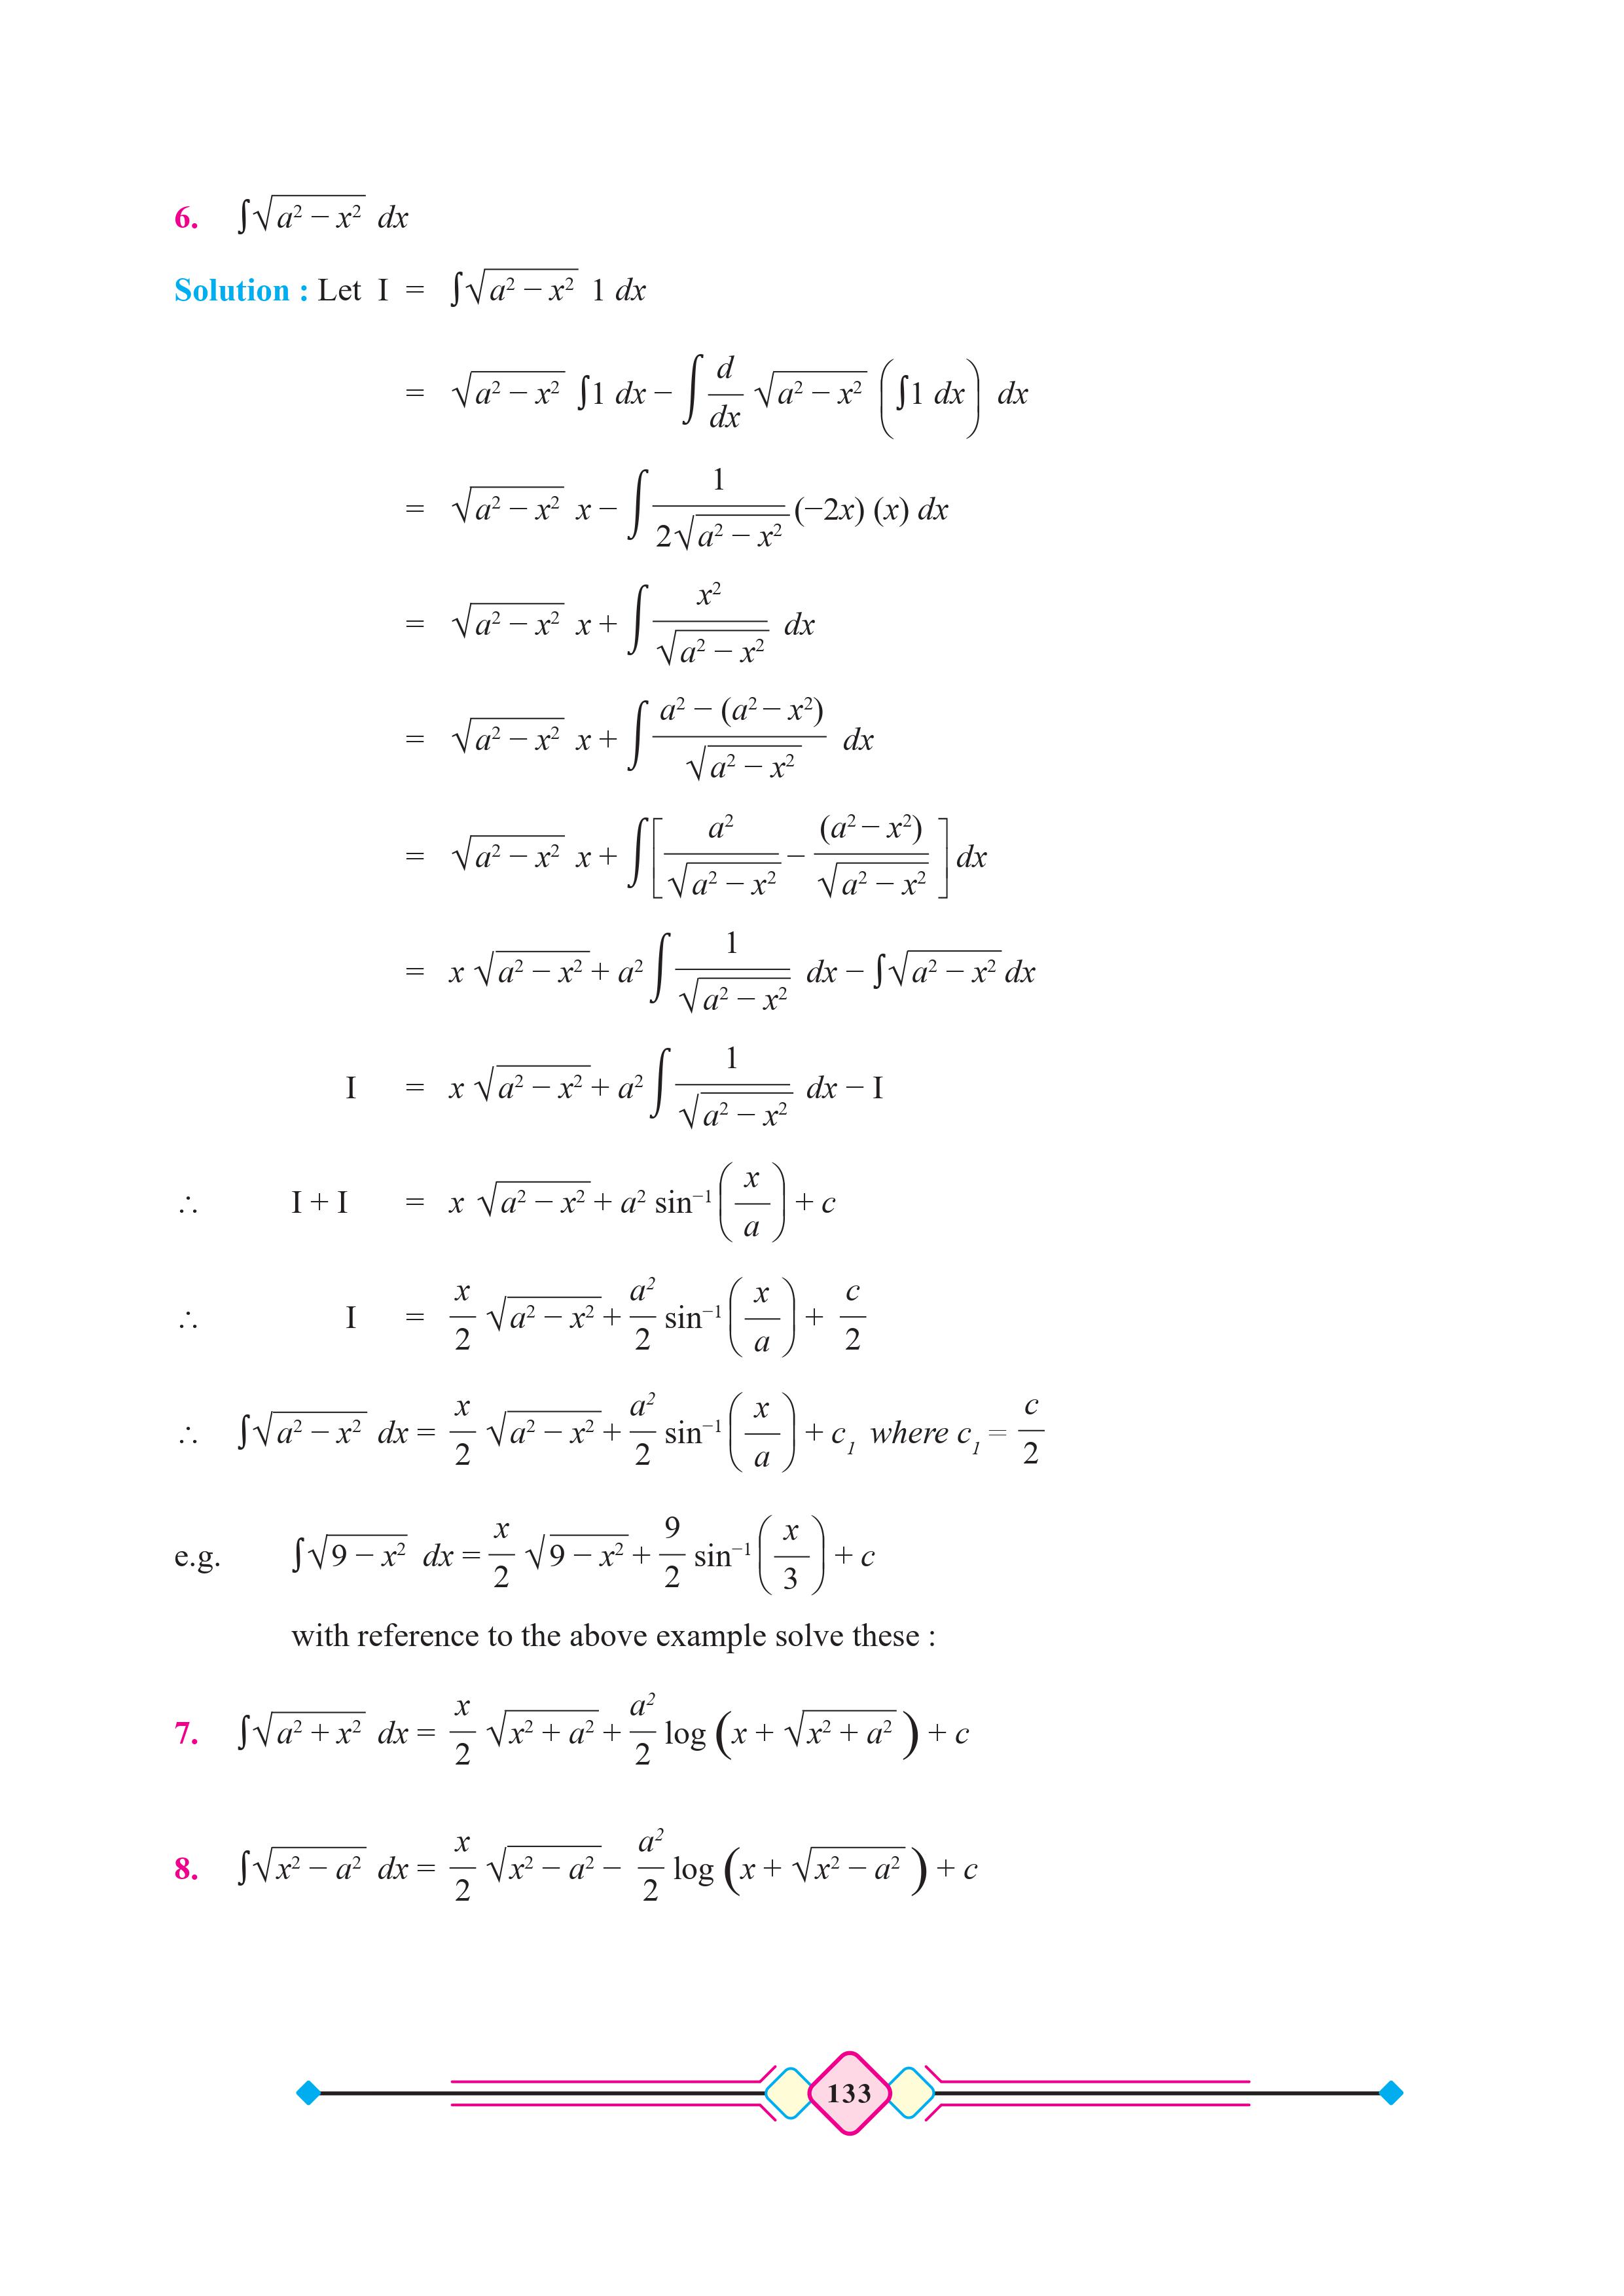 6. ∫√(a² − x²) dx
Solution : Let I = ∫√(a² − x²) 1 dx
= √(a² − x²) ∫1 dx − ∫ d/dx √(a² − x²) (∫1 dx) dx
= √(a² − x²) x − ∫ 1/(2√(a² − x²)) (−2x) (x) dx
= √(a² − x²) x + ∫ x²/√(a² − x²) dx
= √(a² − x²) x + ∫ (a² − (a² − x²))/√(a² − x²) dx
= √(a² − x²) x + ∫[ a²/√(a² − x²) − (a² − x²)/√(a² − x²) ] dx
= x √(a² − x²) + a² ∫ 1/√(a² − x²) dx − ∫√(a² − x²) dx
I = x √(a² − x²) + a² ∫ 1/√(a² − x²) dx − I
∴ I + I = x √(a² − x²) + a² sin⁻¹(x/a) + c
∴ I = x/2 √(a² − x²) + a²/2 sin⁻¹(x/a) + c/2
∴ ∫√(a² − x²) dx = x/2 √(a² − x²) + a²/2 sin⁻¹(x/a) + c₁ where c₁ = c/2
e.g. ∫√(9 − x²) dx = x/2 √(9 − x²) + 9/2 sin⁻¹(x/3) + c
with reference to the above example solve these :
7. ∫√(a² + x²) dx = x/2 √(x² + a²) + a²/2 log (x + √(x² + a²)) + c
8. ∫√(x² − a²) dx = x/2 √(x² − a²) − a²/2 log (x + √(x² − a²)) + c
133